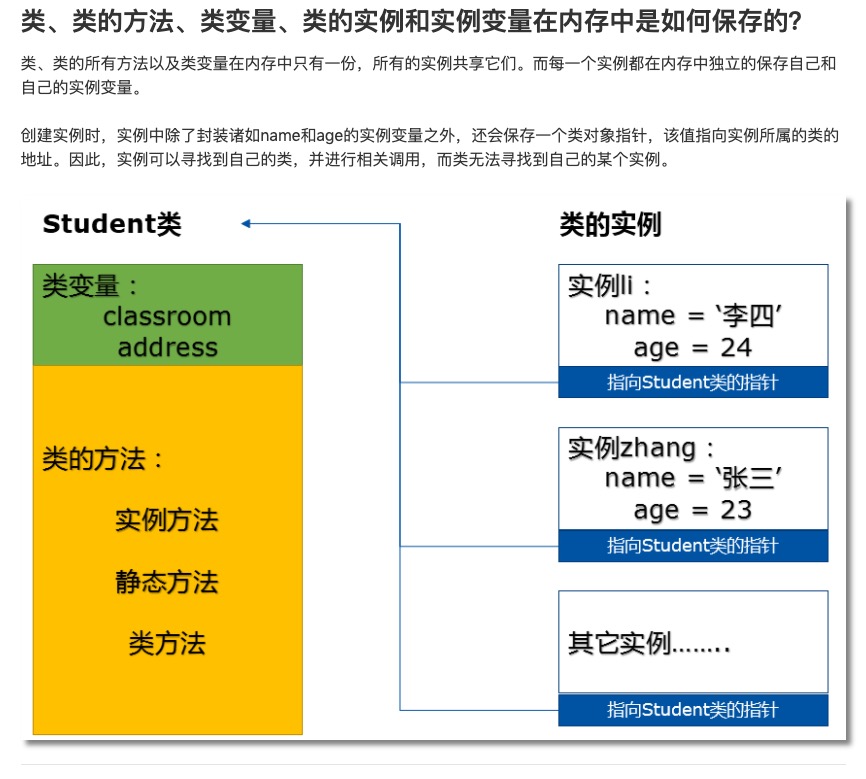 类、类的方法、类变量、类的实例和实例变量在内存中是如何保存的？
类、类的所有方法以及类变量在内存中只有一份，所有的实例共享它们。而每一个实例都在内存中独立的保存自己和
自己的实例变量。
创建实例时，实例中除了封装诸如name和age的实例变量之外，还会保存一个类对象指针，该值指向实例所属的类的
地址。因此，实例可以寻找到自己的类，并进行相关调用，而类无法寻找到自己的某个实例。
Student类
类变量：
classroom
address
类的方法：
实例方法
静态方法
类方法
类的实例
实例li：
name = ‘李四’
age = 24
指向Student类的指针
实例zhang：
name = ‘张三’
age = 23
指向Student类的指针
其它实例……..
指向Student类的指针